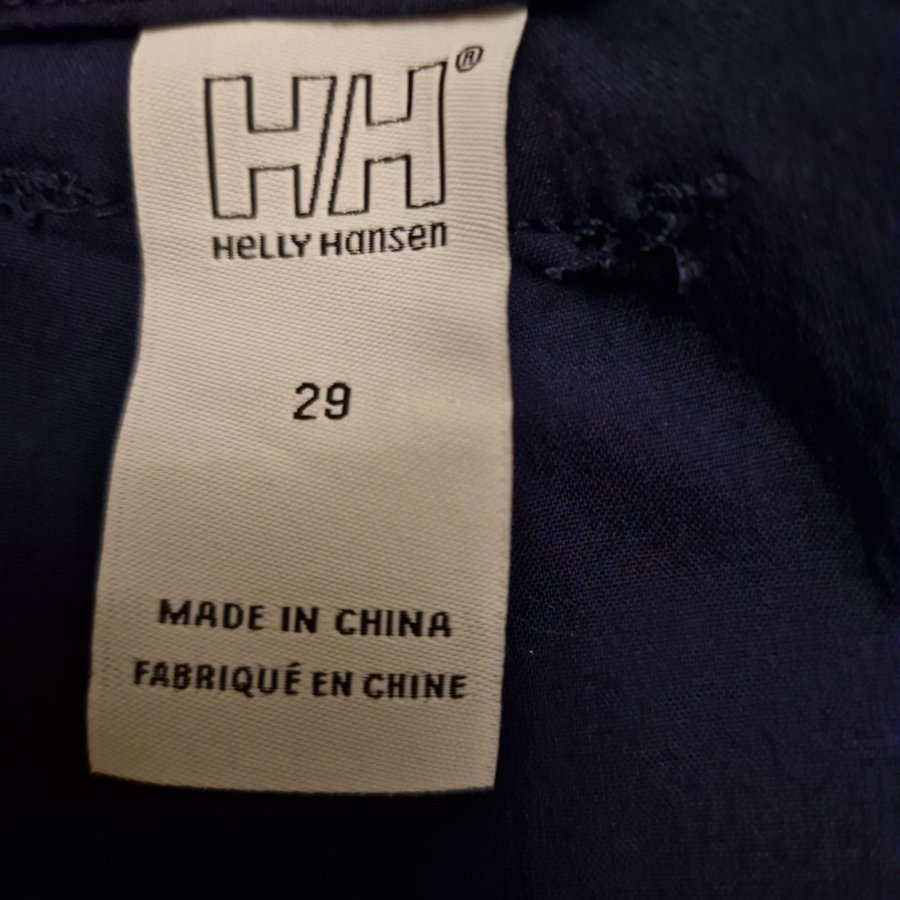 HH®
HELLY HANSEN
29
MADE IN CHINA
FABRIQUÉ EN CHINE